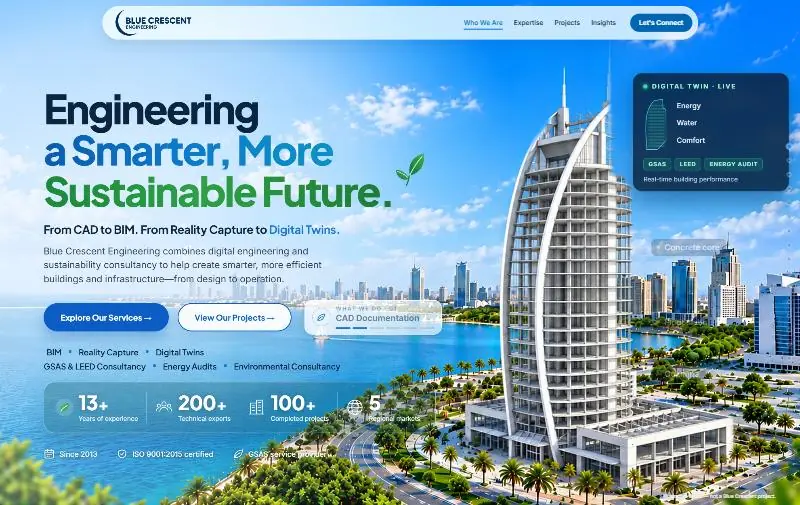 BLUE CRESCENT
ENGINEERING
Who We Are
Expertise
Projects
Insights
Let's Connect
Engineering
a Smarter, More
Sustainable Future.
From CAD to BIM. From Reality Capture to Digital Twins.
Blue Crescent Engineering combines digital engineering and
sustainability consultancy to help create smarter, more efficient
buildings and infrastructure—from design to operation.
Explore Our Services →
View Our Projects →
WHAT WE DO
CAD Documentation
BIM • Reality Capture • Digital Twins
GSAS & LEED Consultancy • Energy Audits • Environmental Consultancy
13+
Years of experience
200+
Technical experts
100+
Completed projects
5
Regional markets
Since 2013
ISO 9001:2015 certified
GSAS service provider
DIGITAL TWIN · LIVE
Energy
Water
Comfort
GSAS
LEED
ENERGY AUDIT
Real-time building performance
Concrete core
not a Blue Crescent project.